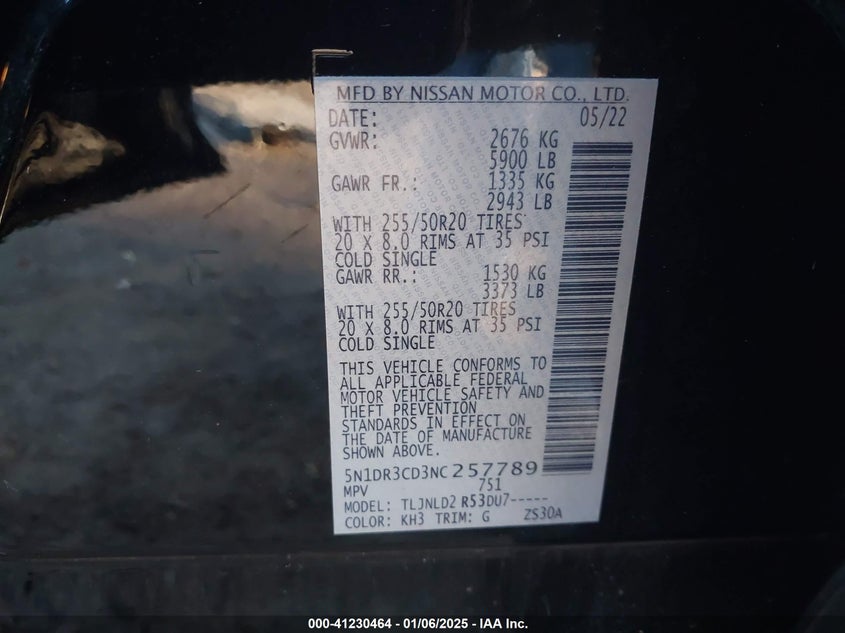 MFD BY NISSAN MOTOR CO., LTD.
DATE: 05/22
GVWR: 2676 KG
5900 LB
GAWR FR.: 1335 KG
2943 LB
WITH 255/50R20 TIRES
20 X 8.0 RIMS AT 35 PSI
COLD SINGLE
GAWR RR.: 1530 KG
3373 LB
WITH 255/50R20 TIRES
20 X 8.0 RIMS AT 35 PSI
COLD SINGLE
THIS VEHICLE CONFORMS TO
ALL APPLICABLE FEDERAL
MOTOR VEHICLE SAFETY AND
THEFT PREVENTION
STANDARDS IN EFFECT ON
THE DATE OF MANUFACTURE
SHOWN ABOVE.
5N1DR3CD3NC257789
MPV 751
MODEL: TLJNLD2 R53DU7-----
COLOR: KH3 TRIM: G ZS30A
000-41230464 | 01/06/2025 - IAA Inc.